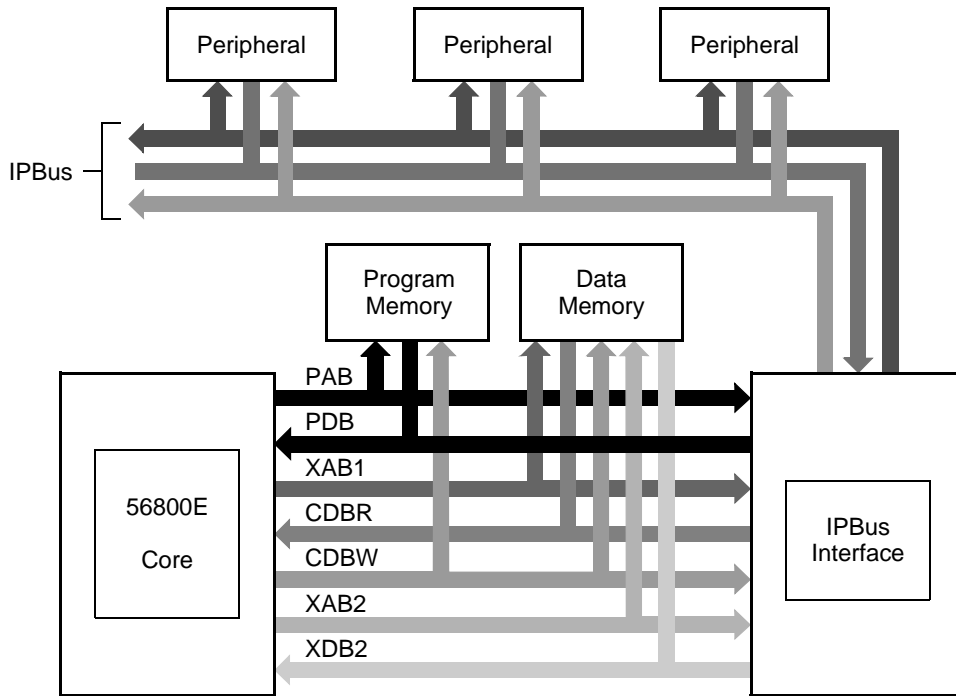 Peripheral
Peripheral
Peripheral
IPBus
Program
Memory
Data
Memory
PAB
PDB
XAB1
CDBR
CDBW
XAB2
XDB2
56800E
Core
IPBus
Interface